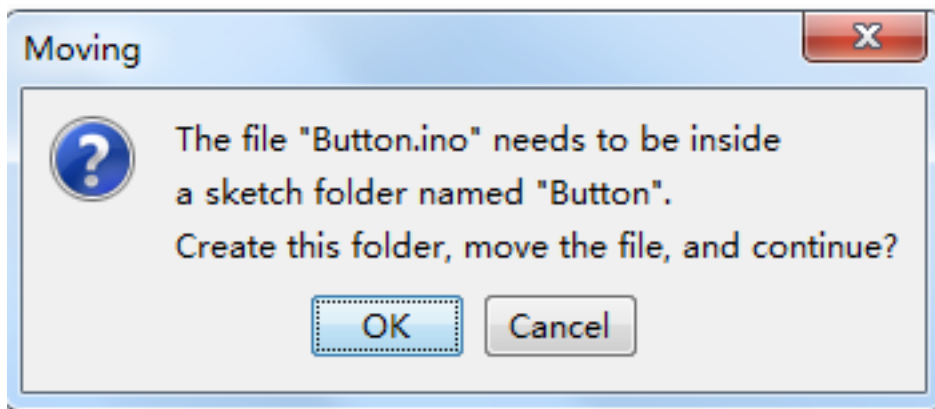 Moving
The file "Button.ino" needs to be inside
a sketch folder named "Button".
Create this folder, move the file, and continue?
OK
Cancel